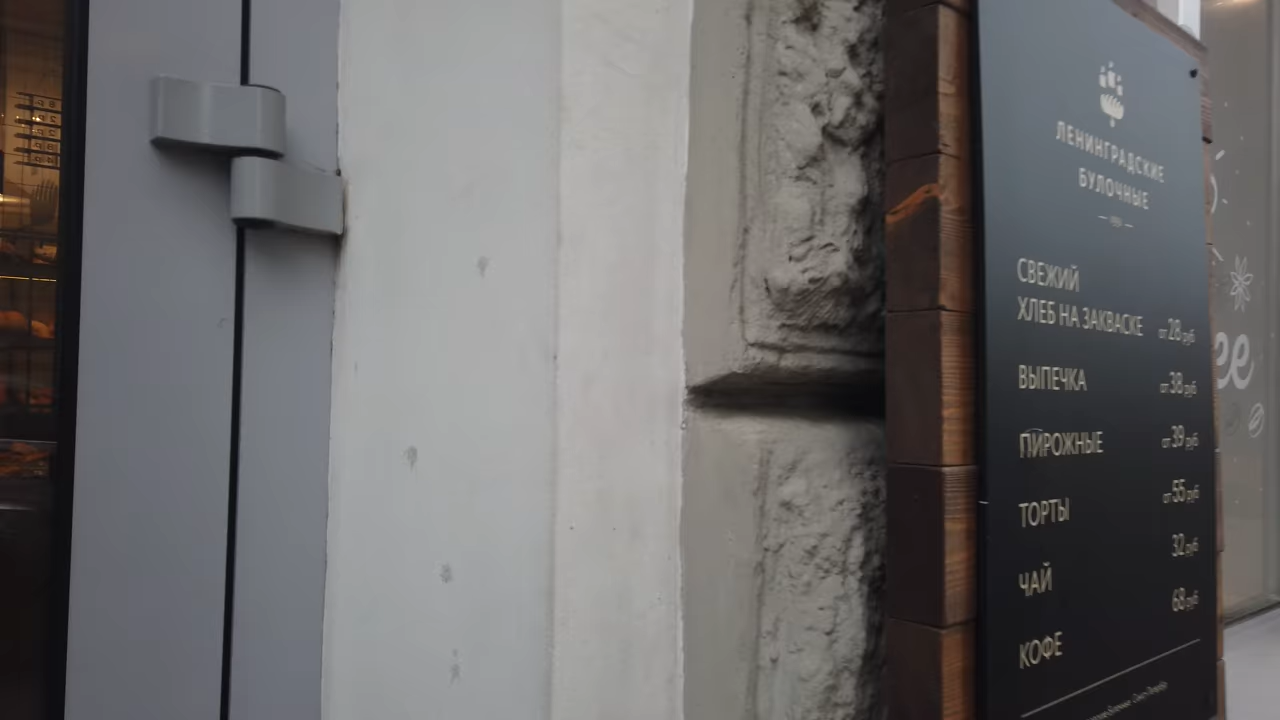 ЛЕНИНГРАДСКИЕ
БУЛОЧНЫЕ
СВЕЖИЙ
ХЛЕБ НА ЗАКВАСКЕ от 28 руб
ВЫПЕЧКА от 38 руб
ПИРОЖНЫЕ от 39 руб
ТОРТЫ от 55 руб
ЧАЙ 32 руб
КОФЕ 68 руб
ee